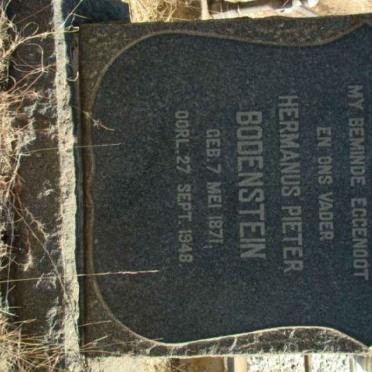 MY BEMINDE EGGENOOT
EN ONS VADER
HERMANUS PIETER
BODENSTEIN
GEB. 7 MEI 1871,
OORL. 27 SEPT. 1948